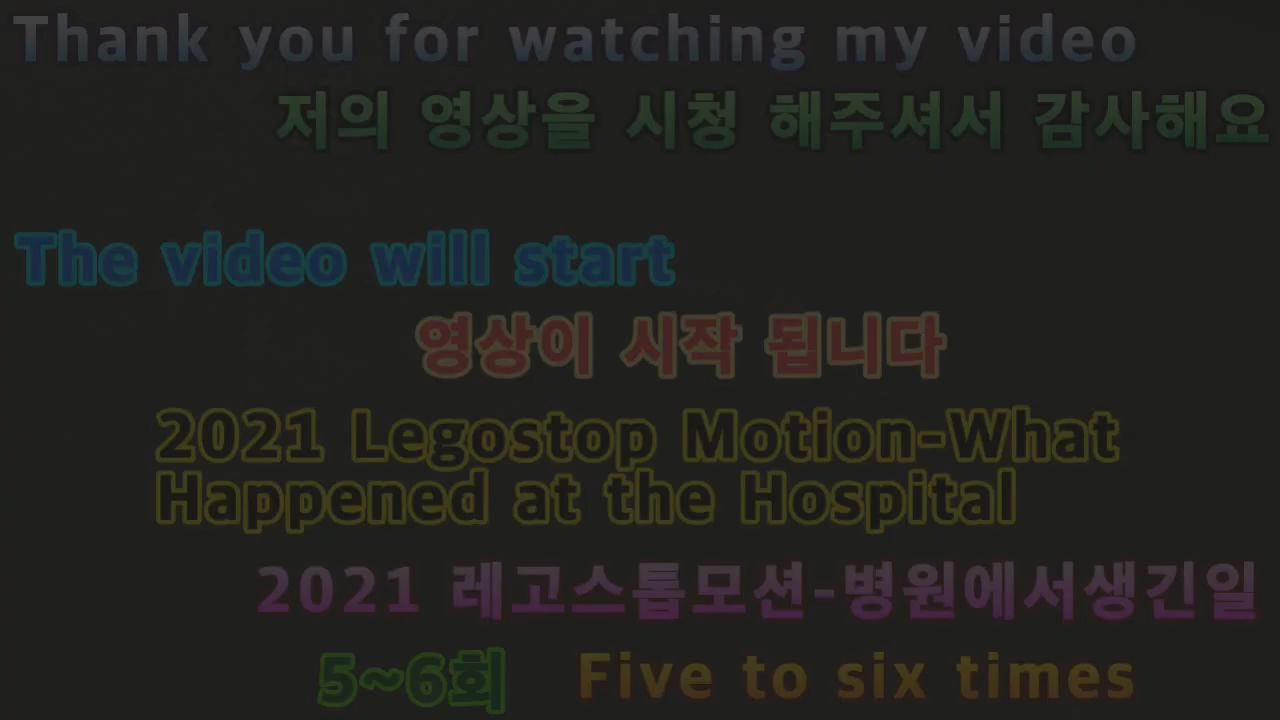 Thank you for watching my video
저의 영상을 시청 해주셔서 감사해요
The video will start
영상이 시작 됩니다
2021 Legostop Motion-What
Happened at the Hospital
2021 레고스톱모션-병원에서생긴일
5~6회 Five to six times